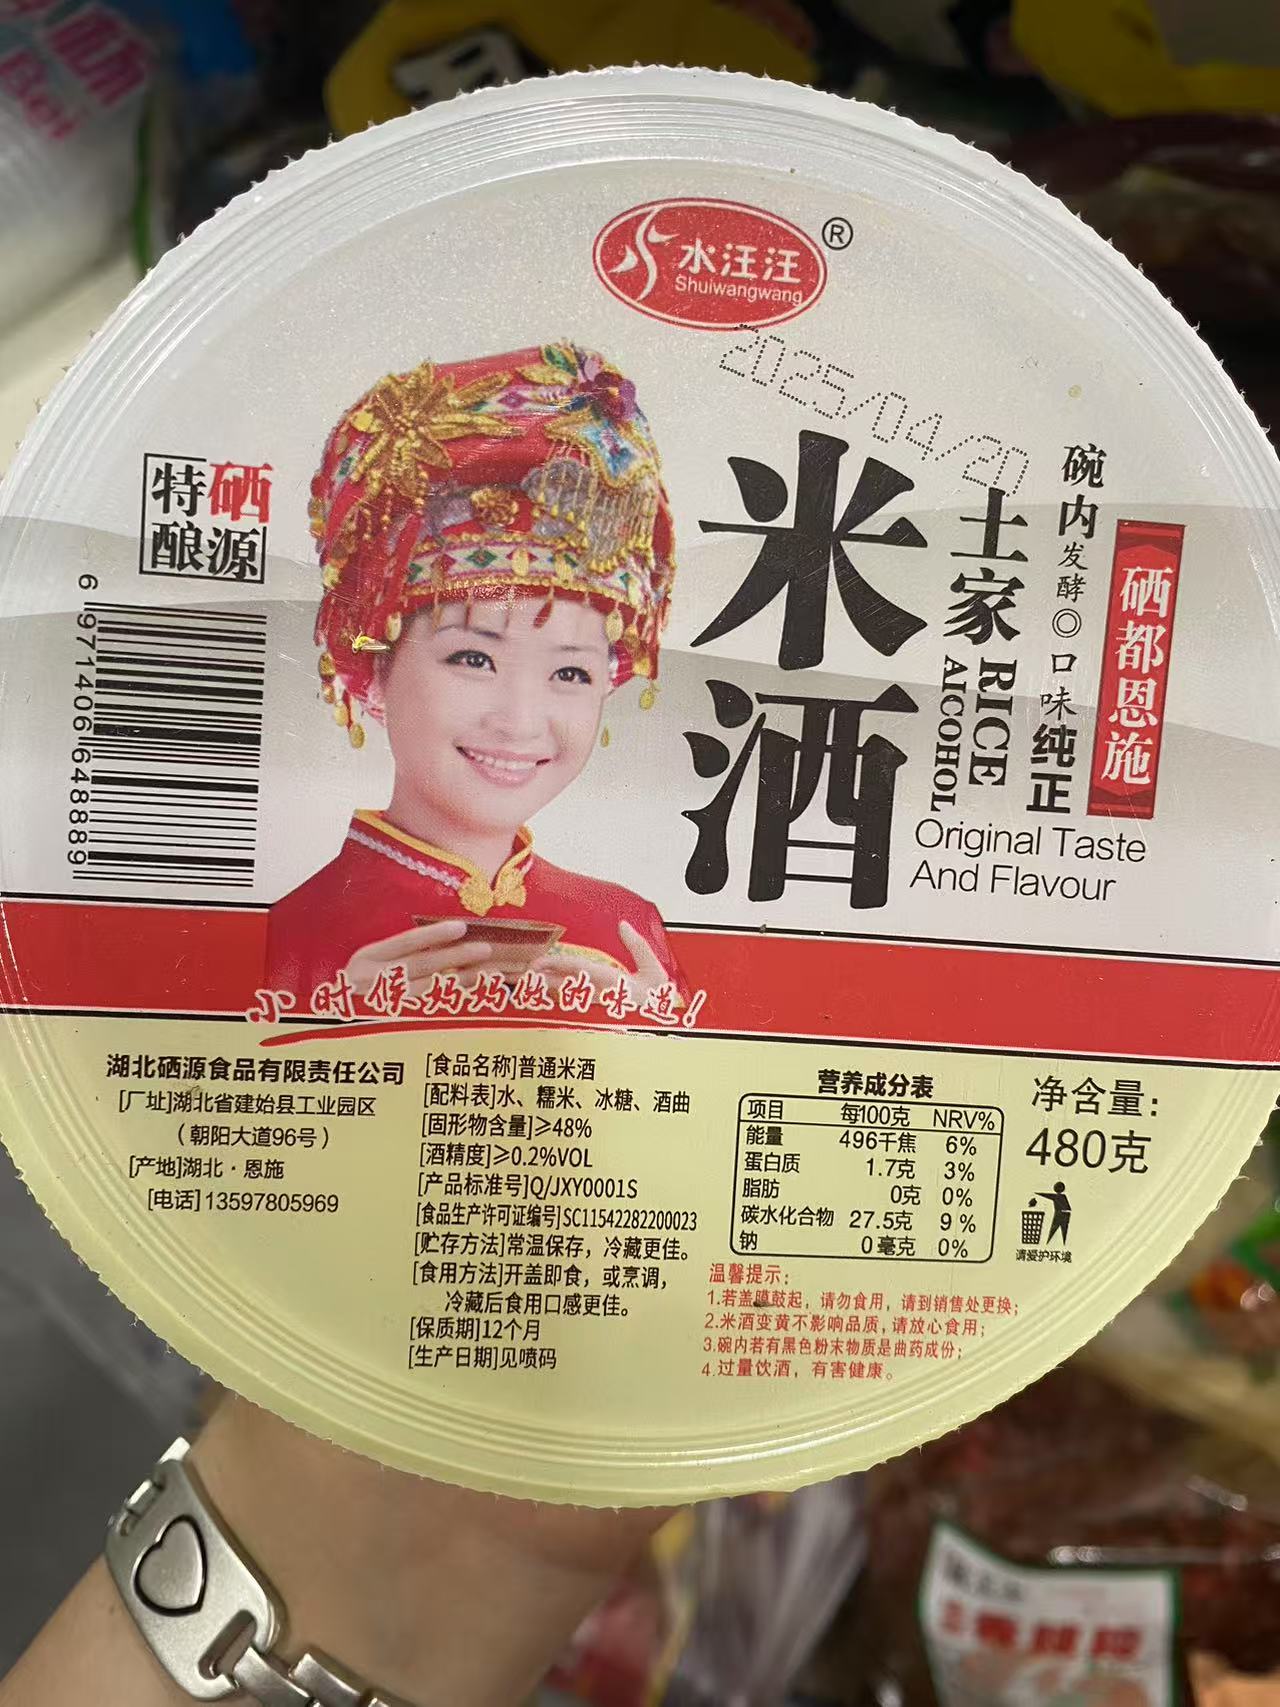 水汪汪®
Shuiwangwang
2025/04/20
特硒
酿源
米酒
土家
RICE
AICOHOL
碗内发酵◎口味纯正
硒都恩施
Original Taste
And Flavour
6 971406 648889
小时候妈妈做的味道!
湖北硒源食品有限责任公司
[厂址]湖北省建始县工业园区
(朝阳大道96号)
[产地]湖北·恩施
[电话]13597805969
[食品名称]普通米酒
[配料表]水、糯米、冰糖、酒曲
[固形物含量]≥48%
[酒精度]≥0.2%VOL
[产品标准号]Q/JXY0001S
[食品生产许可证编号]SC11542282200023
[贮存方法]常温保存，冷藏更佳。
[食用方法]开盖即食，或烹调，
冷藏后食用口感更佳。
[保质期]12个月
[生产日期]见喷码
营养成分表
项目 每100克 NRV%
能量 496千焦 6%
蛋白质 1.7克 3%
脂肪 0克 0%
碳水化合物 27.5克 9%
钠 0毫克 0%
净含量:
480克
请爱护环境
温馨提示:
1.若盖膜鼓起，请勿食用，请到销售处更换;
2.米酒变黄不影响品质,请放心食用;
3.碗内若有黑色粉末物质是曲药成份;
4.过量饮酒，有害健康。